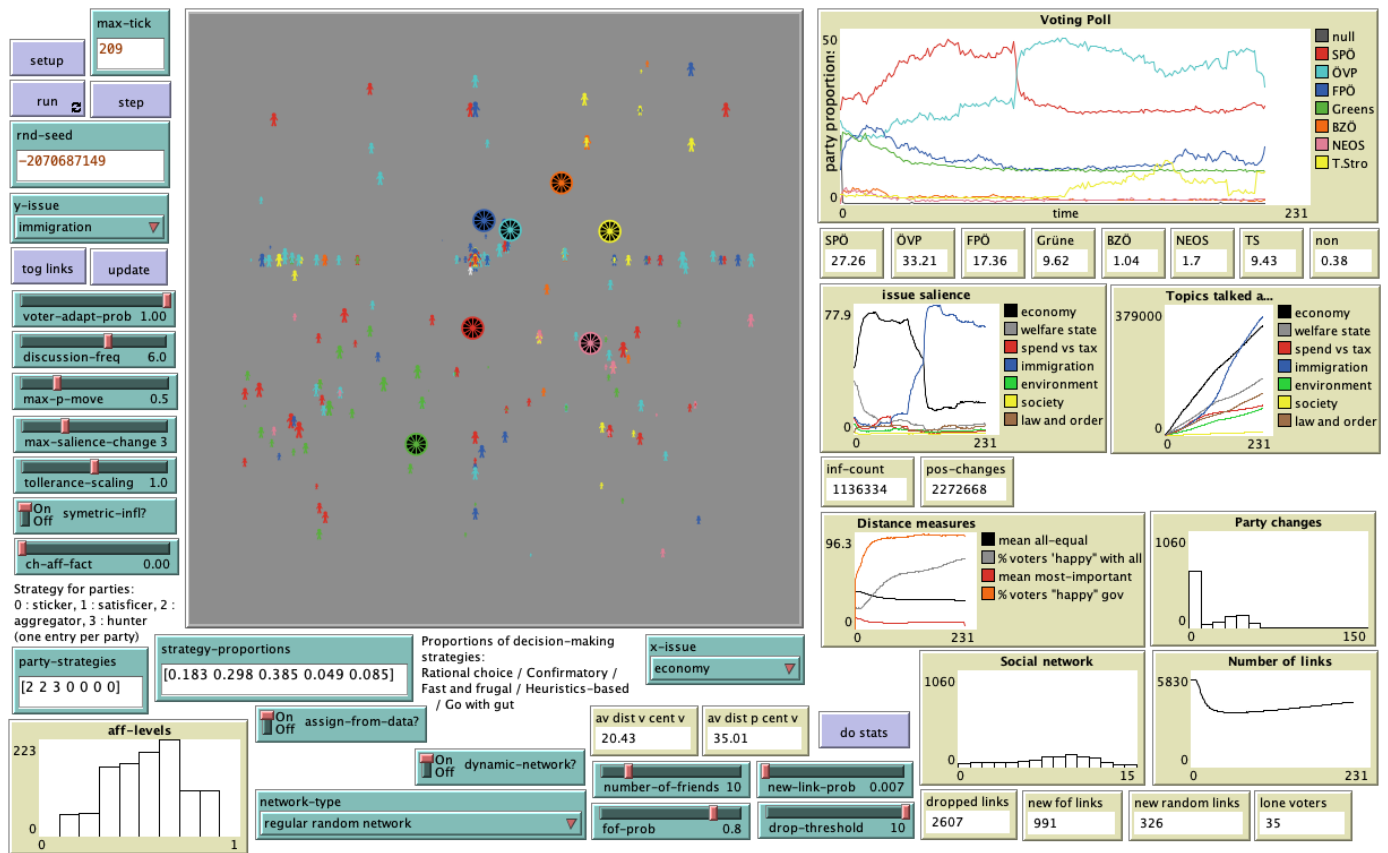 max-tick
209
setup
run
step
rnd-seed
-2070687149
y-issue
immigration
tog links
update
voter-adapt-prob 1.00
discussion-freq 6.0
max-p-move 0.5
max-salience-change 3
tollerance-scaling 1.0
On
Off
symetric-infl?
ch-aff-fact 0.00
Strategy for parties:
0 : sticker, 1 : satisficer, 2 :
aggregator, 3 : hunter
(one entry per party)
party-strategies
[2 2 3 0 0 0 0]
strategy-proportions
[0.183 0.298 0.385 0.049 0.085]
Proportions of decision-making
strategies:
Rational choice / Confirmatory /
Fast and frugal / Heuristics-based
/ Go with gut
x-issue
economy
aff-levels
223
0
0 1
On
Off
assign-from-data?
On
Off
dynamic-network?
network-type
regular random network
av dist v cent v
20.43
av dist p cent v
35.01
do stats
number-of-friends 10
new-link-prob 0.007
fof-prob 0.8
drop-threshold 10
Voting Poll
50
party proportions
0
0 time 231
null
SPÖ
ÖVP
FPÖ
Greens
BZÖ
NEOS
T.Stro
SPÖ
27.26
ÖVP
33.21
FPÖ
17.36
Grüne
9.62
BZÖ
1.04
NEOS
1.7
TS
9.43
non
0.38
issue salience
77.9
0
0 231
economy
welfare state
spend vs tax
immigration
environment
society
law and order
Topics talked a...
379000
0
0 231
economy
welfare state
spend vs tax
immigration
environment
society
law and order
inf-count
1136334
pos-changes
2272668
Distance measures
96.3
0
0 231
mean all-equal
% voters "happy" with all
mean most-important
% voters "happy" gov
Party changes
1060
0
0 150
Social network
1060
0
0 15
Number of links
5830
0
0 231
dropped links
2607
new fof links
991
new random links
326
lone voters
35